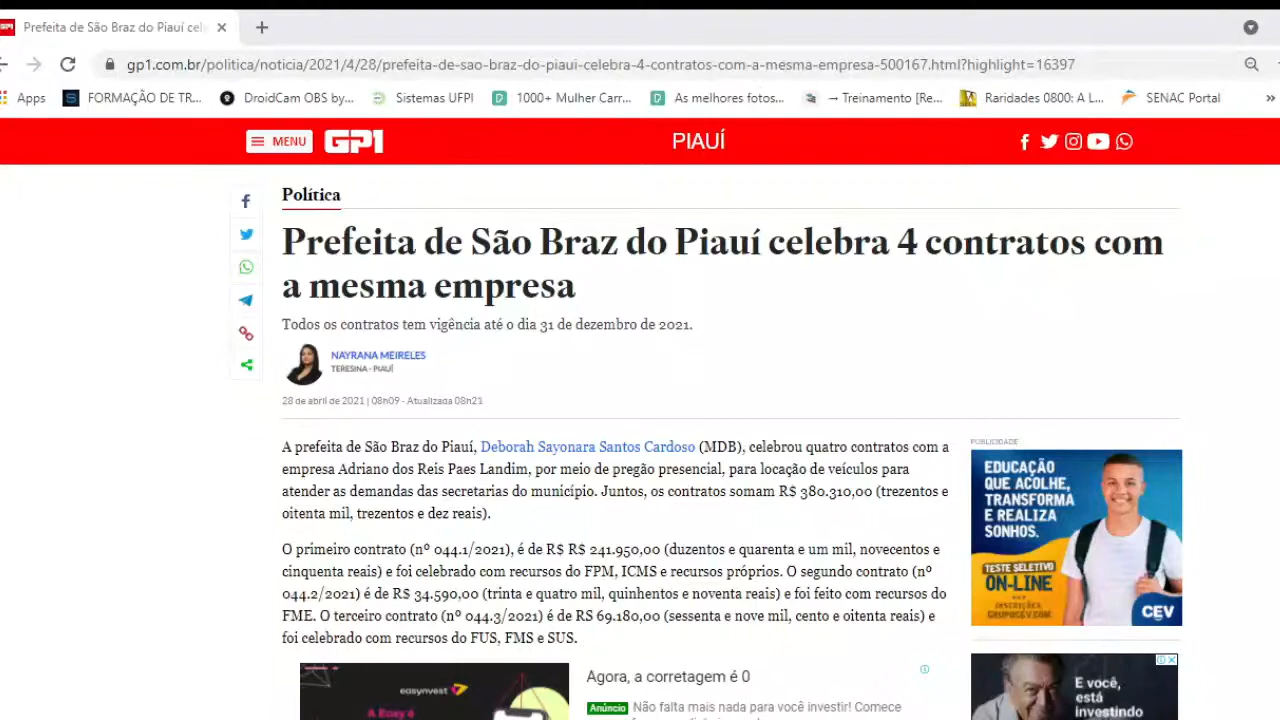 Prefeita de São Braz do Piauí cel
gp1.com.br/politica/noticia/2021/4/28/prefeita-de-sao-braz-do-piaui-celebra-4-contratos-com-a-mesma-empresa-500167.html?highlight=16397
Apps FORMAÇÃO DE TR... DroidCam OBS by... Sistemas UFPI 1000+ Mulher Carr... As melhores fotos... → Treinamento [Re... Raridades 0800: A L... SENAC Portal »
MENU GP1 PIAUÍ
Política
Prefeita de São Braz do Piauí celebra 4 contratos com
a mesma empresa
Todos os contratos tem vigência até o dia 31 de dezembro de 2021.
NAYRANA MEIRELES
TERESINA - PIAUÍ
28 de abril de 2021 | 08h09 - Atualizada 08h21
A prefeita de São Braz do Piauí, Deborah Sayonara Santos Cardoso (MDB), celebrou quatro contratos com a
empresa Adriano dos Reis Paes Landim, por meio de pregão presencial, para locação de veículos para
atender as demandas das secretarias do município. Juntos, os contratos somam R$ 380.310,00 (trezentos e
oitenta mil, trezentos e dez reais).
O primeiro contrato (nº 044.1/2021), é de R$ R$ 241.950,00 (duzentos e quarenta e um mil, novecentos e
cinquenta reais) e foi celebrado com recursos do FPM, ICMS e recursos próprios. O segundo contrato (nº
044.2/2021) é de R$ 34.590,00 (trinta e quatro mil, quinhentos e noventa reais) e foi feito com recursos do
FME. O terceiro contrato (nº 044.3/2021) é de R$ 69.180,00 (sessenta e nove mil, cento e oitenta reais) e
foi celebrado com recursos do FUS, FMS e SUS.
PUBLICIDADE
EDUCAÇÃO
QUE ACOLHE,
TRANSFORMA
E REALIZA
SONHOS.
TESTE SELETIVO
ON-LINE
INSCRIÇÕES:
GRUPOCEV.COM
CEV
easynvest
A Easy é
Agora, a corretagem é 0
Anúncio Não falta mais nada para você investir! Comece
E você,
está
investindo